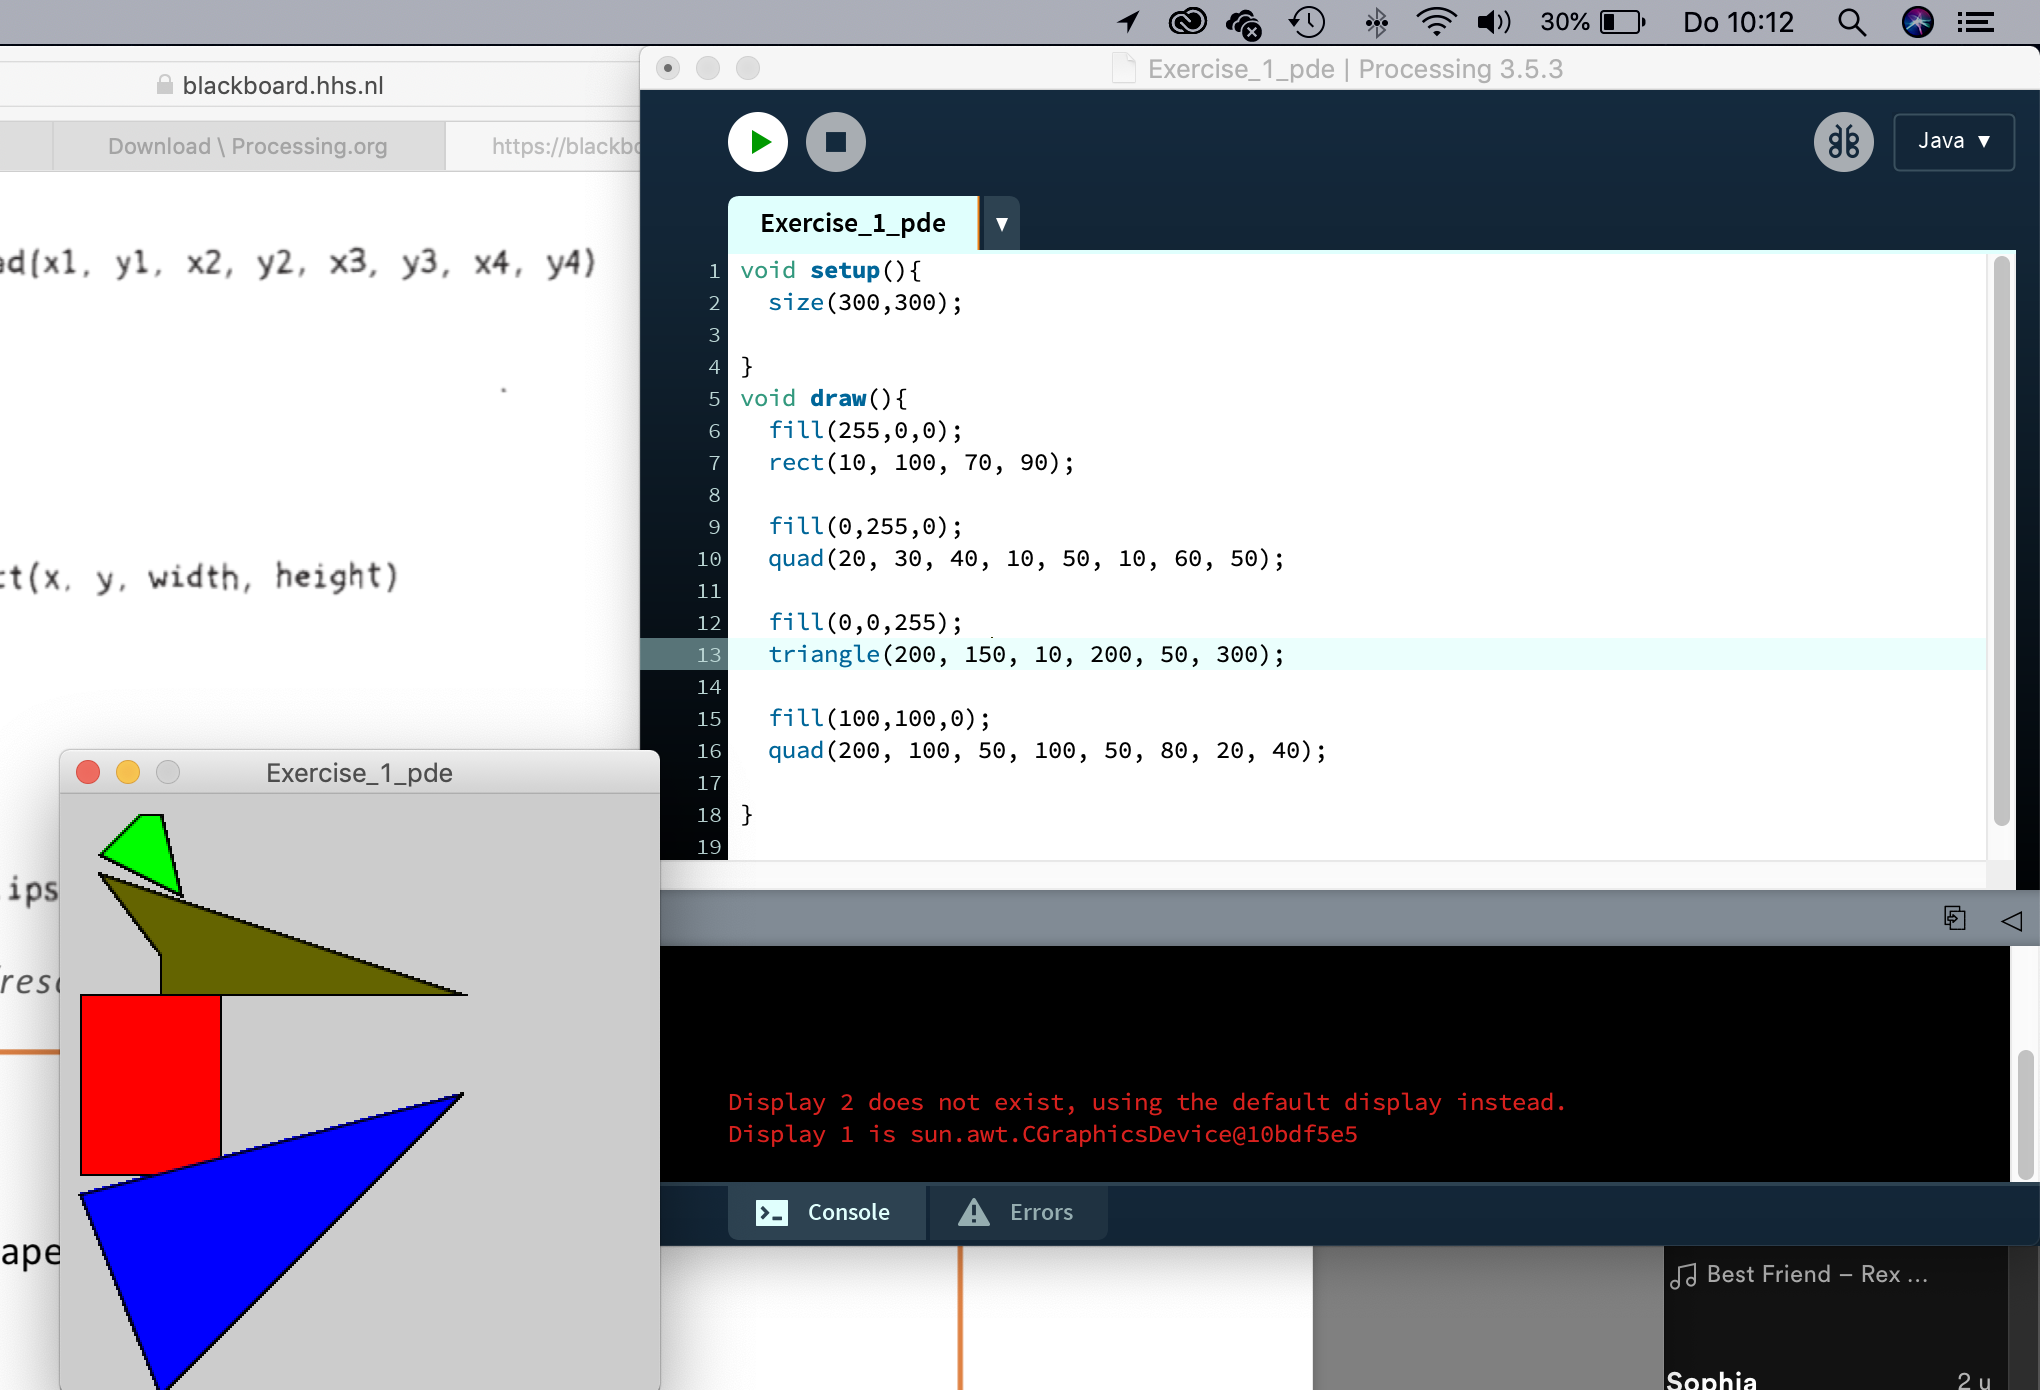 30% Do 10:12
blackboard.hhs.nl
Exercise_1_pde | Processing 3.5.3
Download \ Processing.org
https://blackbo
Java ▼
Exercise_1_pde ▼
ed(x1, y1, x2, y2, x3, y3, x4, y4)
ct(x, y, width, height)
1 void setup(){
2 size(300,300);
3
4 }
5 void draw(){
6 fill(255,0,0);
7 rect(10, 100, 70, 90);
8
9 fill(0,255,0);
10 quad(20, 30, 40, 10, 50, 10, 60, 50);
11
12 fill(0,0,255);
13 triangle(200, 150, 10, 200, 50, 300);
14
15 fill(100,100,0);
16 quad(200, 100, 50, 100, 50, 80, 20, 40);
17
18 }
19
Exercise_1_pde
ips
resc
ape
Display 2 does not exist, using the default display instead.
Display 1 is sun.awt.CGraphicsDevice@10bdf5e5
Console Errors
Best Friend – Rex ...
Sophia 2 u